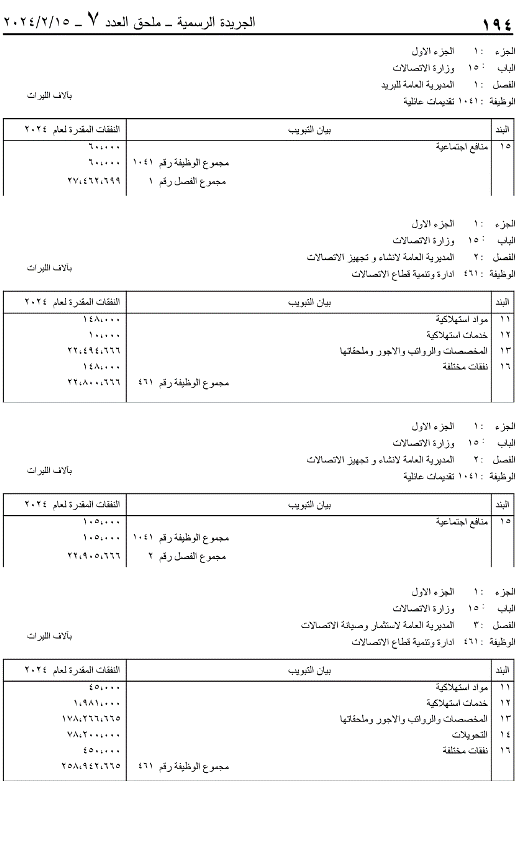 ١٩٤ الجريدة الرسمية – ملحق العدد ٧ – ٢٠٢٤/٢/١٥
الجزء : ١ الجزء الاول
الباب : ١٥ وزارة الاتصالات
الفصل : ١ المديرية العامة للبريد
بآلاف الليرات
الوظيفة : ١٠٤١ تقديمات عائلية
البند بيان التبويب النفقات المقدرة لعام ٢٠٢٤
١٥ منافع اجتماعية ٦٠،٠٠٠
مجموع الوظيفة رقم ١٠٤١ ٦٠،٠٠٠
مجموع الفصل رقم ١ ٢٧،٤٦٢،٦٩٩
الجزء : ١ الجزء الاول
الباب : ١٥ وزارة الاتصالات
الفصل : ٢ المديرية العامة لانشاء و تجهيز الاتصالات
بآلاف الليرات
الوظيفة : ٤٦١ ادارة وتنمية قطاع الاتصالات
البند بيان التبويب النفقات المقدرة لعام ٢٠٢٤
١١ مواد استهلاكية ١٤٨،٠٠٠
١٢ خدمات استهلاكية ١٠،٠٠٠
١٣ المخصصات والرواتب والاجور وملحقاتها ٢٢،٤٩٤،٦٦٦
١٦ نفقات مختلفة ١٤٨،٠٠٠
مجموع الوظيفة رقم ٤٦١ ٢٢،٨٠٠،٦٦٦
الجزء : ١ الجزء الاول
الباب : ١٥ وزارة الاتصالات
الفصل : ٢ المديرية العامة لانشاء و تجهيز الاتصالات
بآلاف الليرات
الوظيفة : ١٠٤١ تقديمات عائلية
البند بيان التبويب النفقات المقدرة لعام ٢٠٢٤
١٥ منافع اجتماعية ١٠٥،٠٠٠
مجموع الوظيفة رقم ١٠٤١ ١٠٥،٠٠٠
مجموع الفصل رقم ٢ ٢٢،٩٠٥،٦٦٦
الجزء : ١ الجزء الاول
الباب : ١٥ وزارة الاتصالات
الفصل : ٣ المديرية العامة لاستثمار وصيانة الاتصالات
بآلاف الليرات
الوظيفة : ٤٦١ ادارة وتنمية قطاع الاتصالات
البند بيان التبويب النفقات المقدرة لعام ٢٠٢٤
١١ مواد استهلاكية ٤٥،٠٠٠
١٢ خدمات استهلاكية ١،٩٨١،٠٠٠
١٣ المخصصات والرواتب والاجور وملحقاتها ١٧٨،٢٦٦،٦٦٥
١٤ التحويلات ٧٨،٢٠٠،٠٠٠
١٦ نفقات مختلفة ٤٥٠،٠٠٠
مجموع الوظيفة رقم ٤٦١ ٢٥٨،٩٤٢،٦٦٥